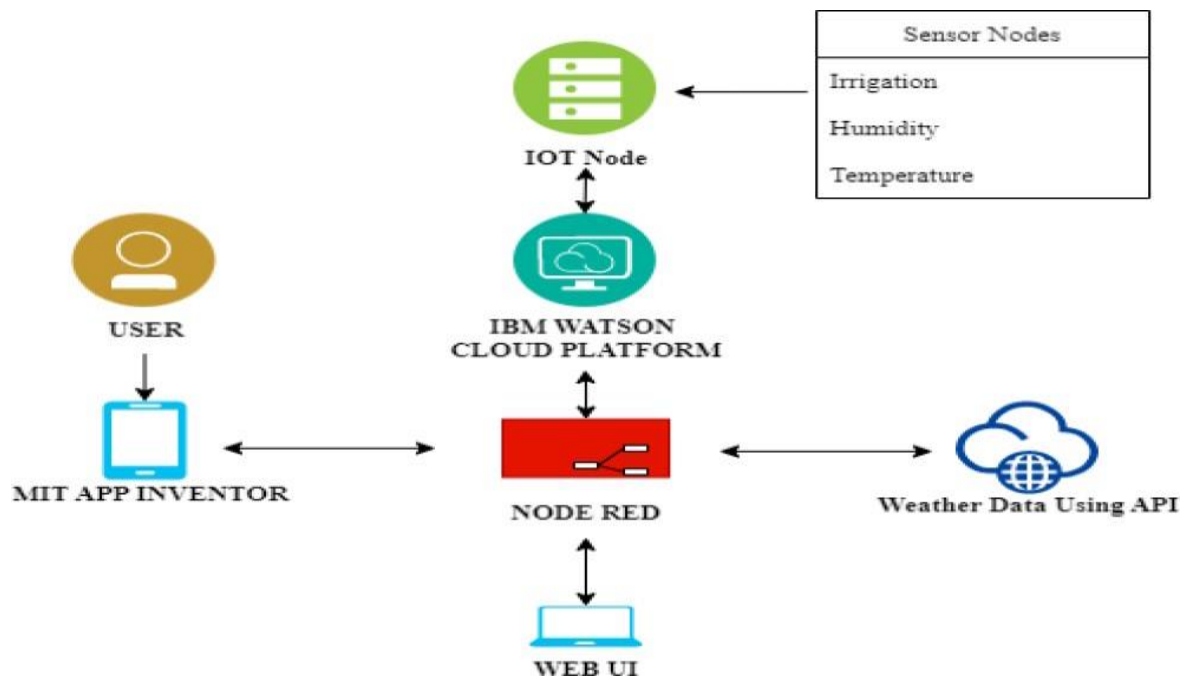 Sensor Nodes
Irrigation
Humidity
Temperature
IOT Node
USER
IBM WATSON
CLOUD PLATFORM
MIT APP INVENTOR
NODE RED
Weather Data Using API
WEB UI